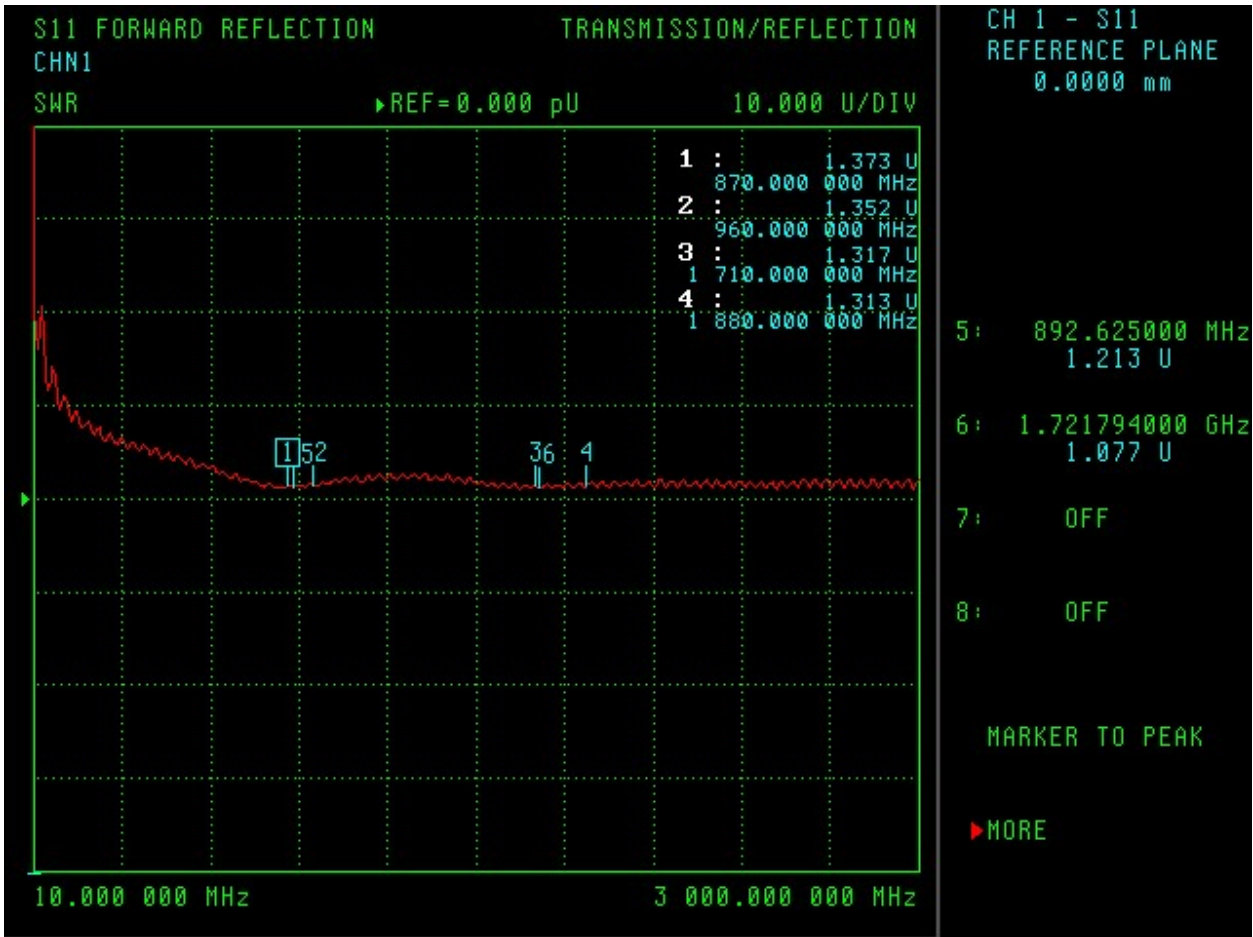 S11 FORWARD REFLECTION TRANSMISSION/REFLECTION
CHN1
SWR ▶REF=0.000 pU 10.000 U/DIV
1 : 1.373 U
870.000 000 MHz
2 : 1.352 U
960.000 000 MHz
3 : 1.317 U
1 710.000 000 MHz
4 : 1.313 U
1 880.000 000 MHz
1 52 36 4
10.000 000 MHz 3 000.000 000 MHz
CH 1 - S11
REFERENCE PLANE
0.0000 mm
5: 892.625000 MHz
1.213 U
6: 1.721794000 GHz
1.077 U
7: OFF
8: OFF
MARKER TO PEAK
▶MORE